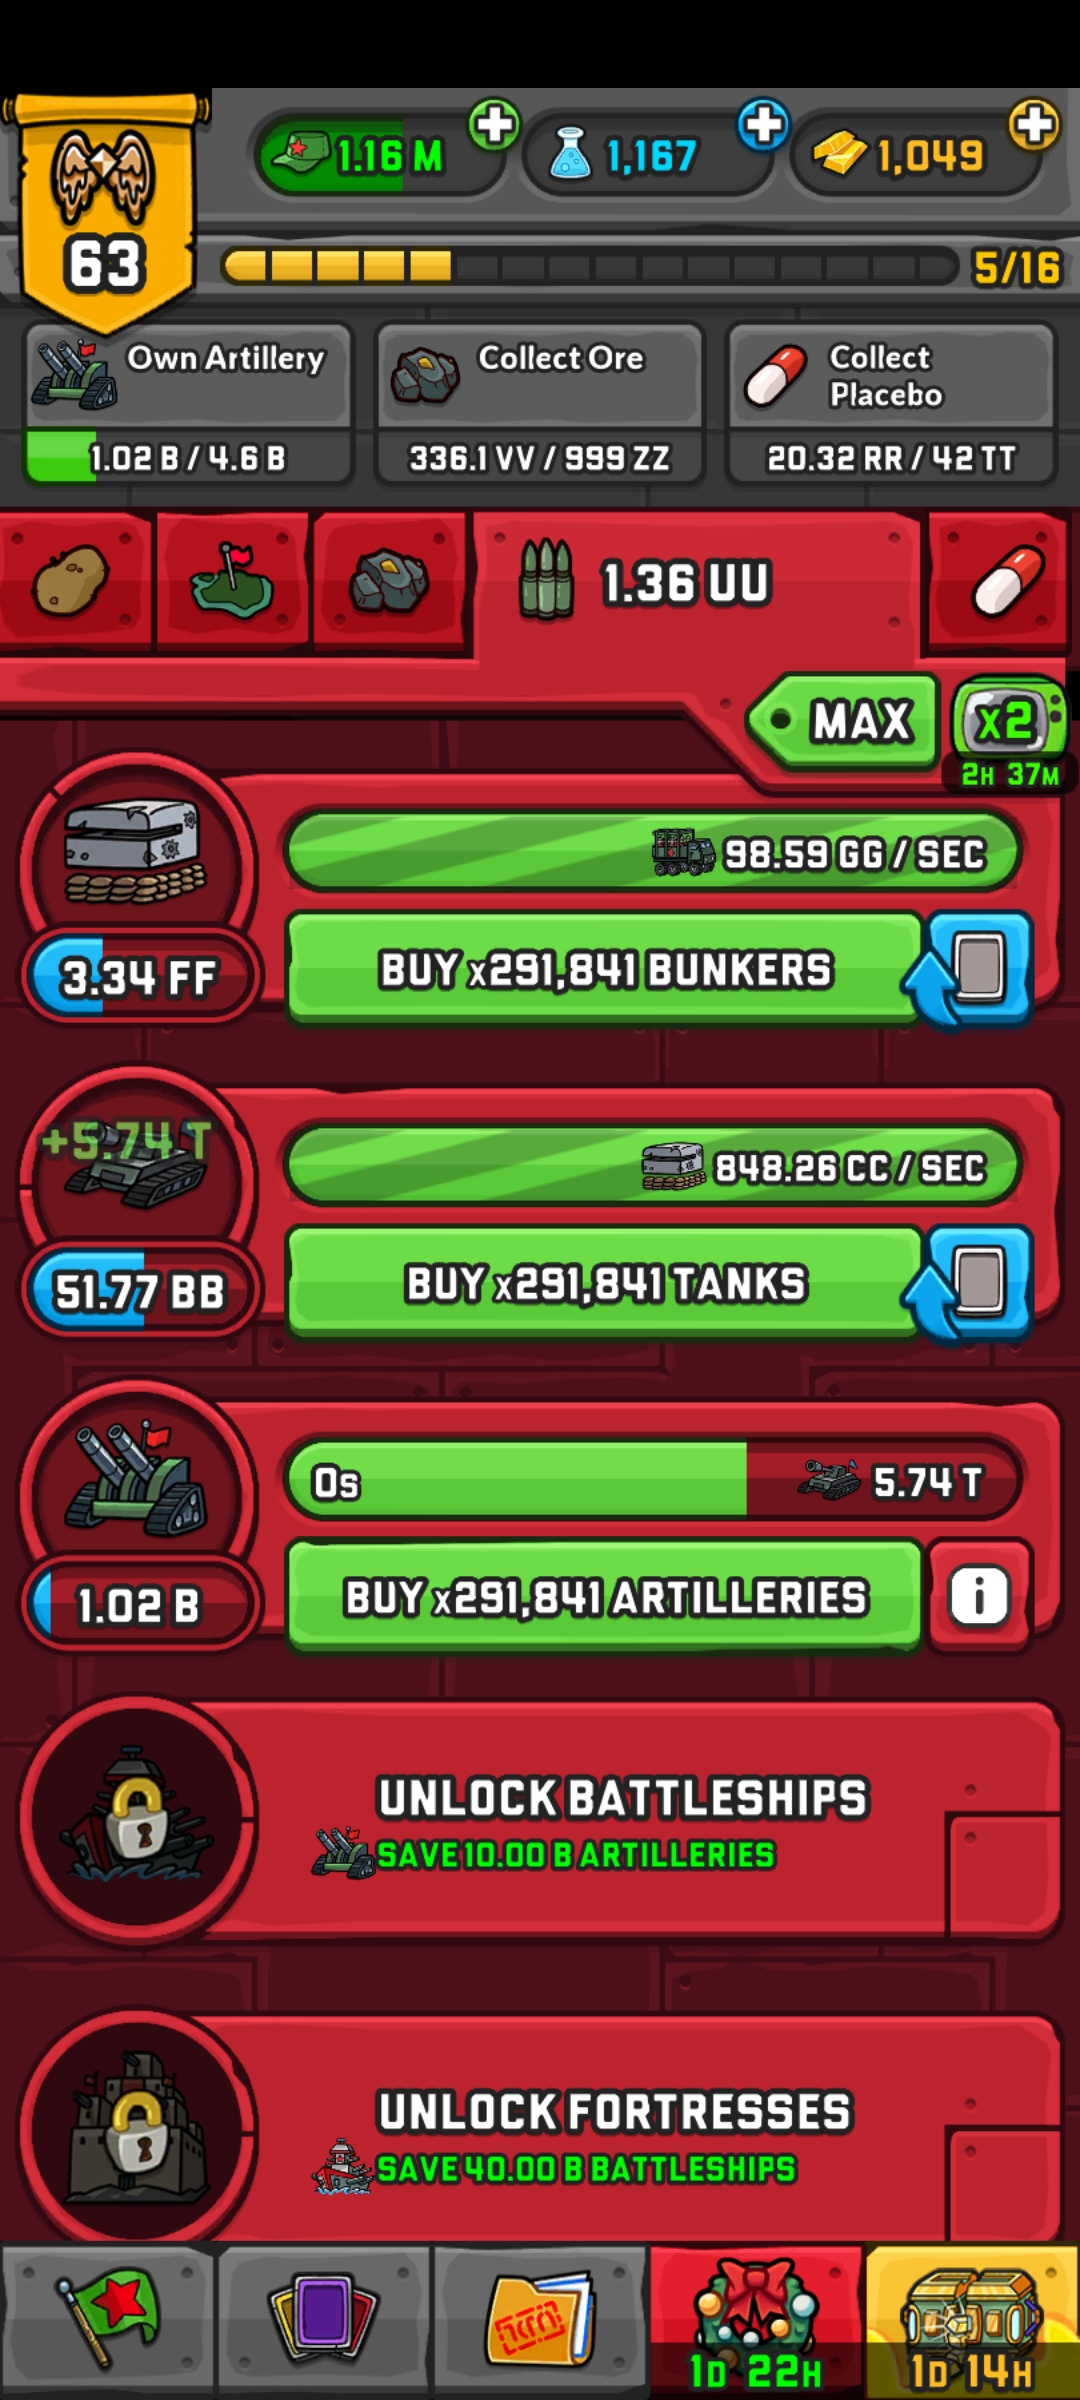 1.16 M
1,167
1,049
63
5/16
Own Artillery
1.02 B / 4.6 B
Collect Ore
336.1 VV / 999 ZZ
Collect
Placebo
20.32 RR / 42 TT
1.36 UU
MAX
X2
2H 37M
98.59 GG / SEC
3.34 FF
BUY x291,841 BUNKERS
+5.74 T
848.26 CC / SEC
51.77 BB
BUY x291,841 TANKS
0s
5.74 T
1.02 B
BUY x291,841 ARTILLERIES
i
UNLOCK BATTLESHIPS
SAVE 10.00 B ARTILLERIES
UNLOCK FORTRESSES
SAVE 40.00 B BATTLESHIPS
1D 22H
1D 14H